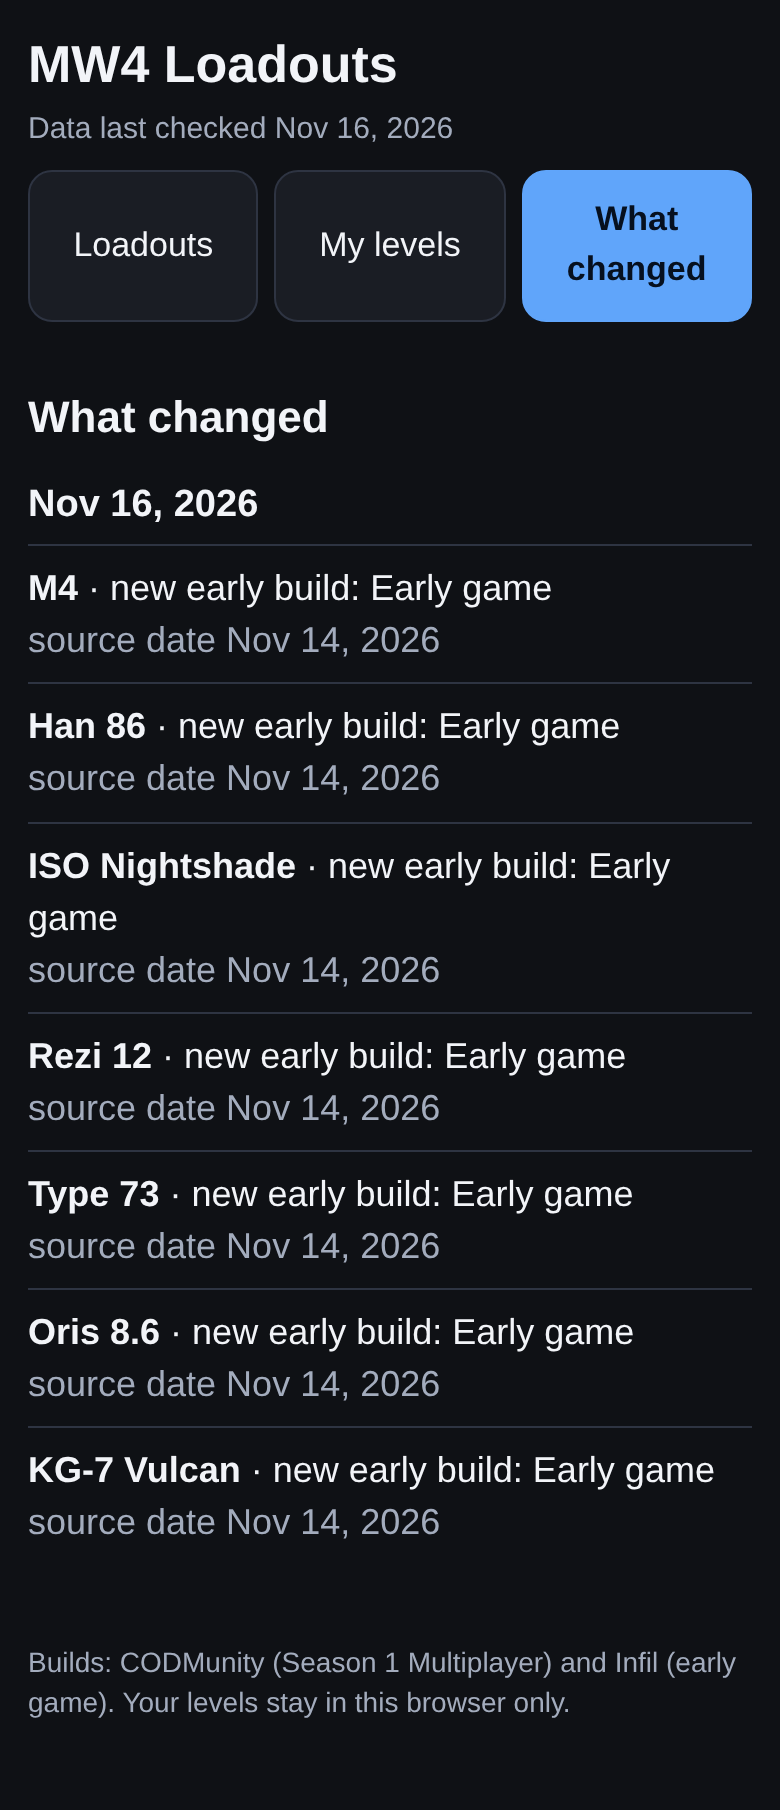 MW4 Loadouts
Data last checked Nov 16, 2026
Loadouts
My levels
What
changed
What changed
Nov 16, 2026
M4 · new early build: Early game
source date Nov 14, 2026
Han 86 · new early build: Early game
source date Nov 14, 2026
ISO Nightshade · new early build: Early
game
source date Nov 14, 2026
Rezi 12 · new early build: Early game
source date Nov 14, 2026
Type 73 · new early build: Early game
source date Nov 14, 2026
Oris 8.6 · new early build: Early game
source date Nov 14, 2026
KG-7 Vulcan · new early build: Early game
source date Nov 14, 2026
Builds: CODMunity (Season 1 Multiplayer) and Infil (early
game). Your levels stay in this browser only.